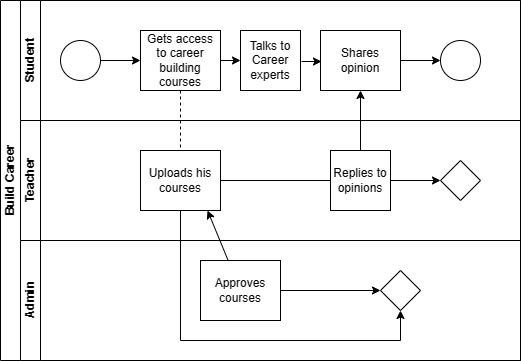 Build Career
Student
Gets access
to career
building
courses
Talks to
Career
experts
Shares
opinion
Teacher
Uploads his
courses
Replies to
opinions
Admin
Approves
courses